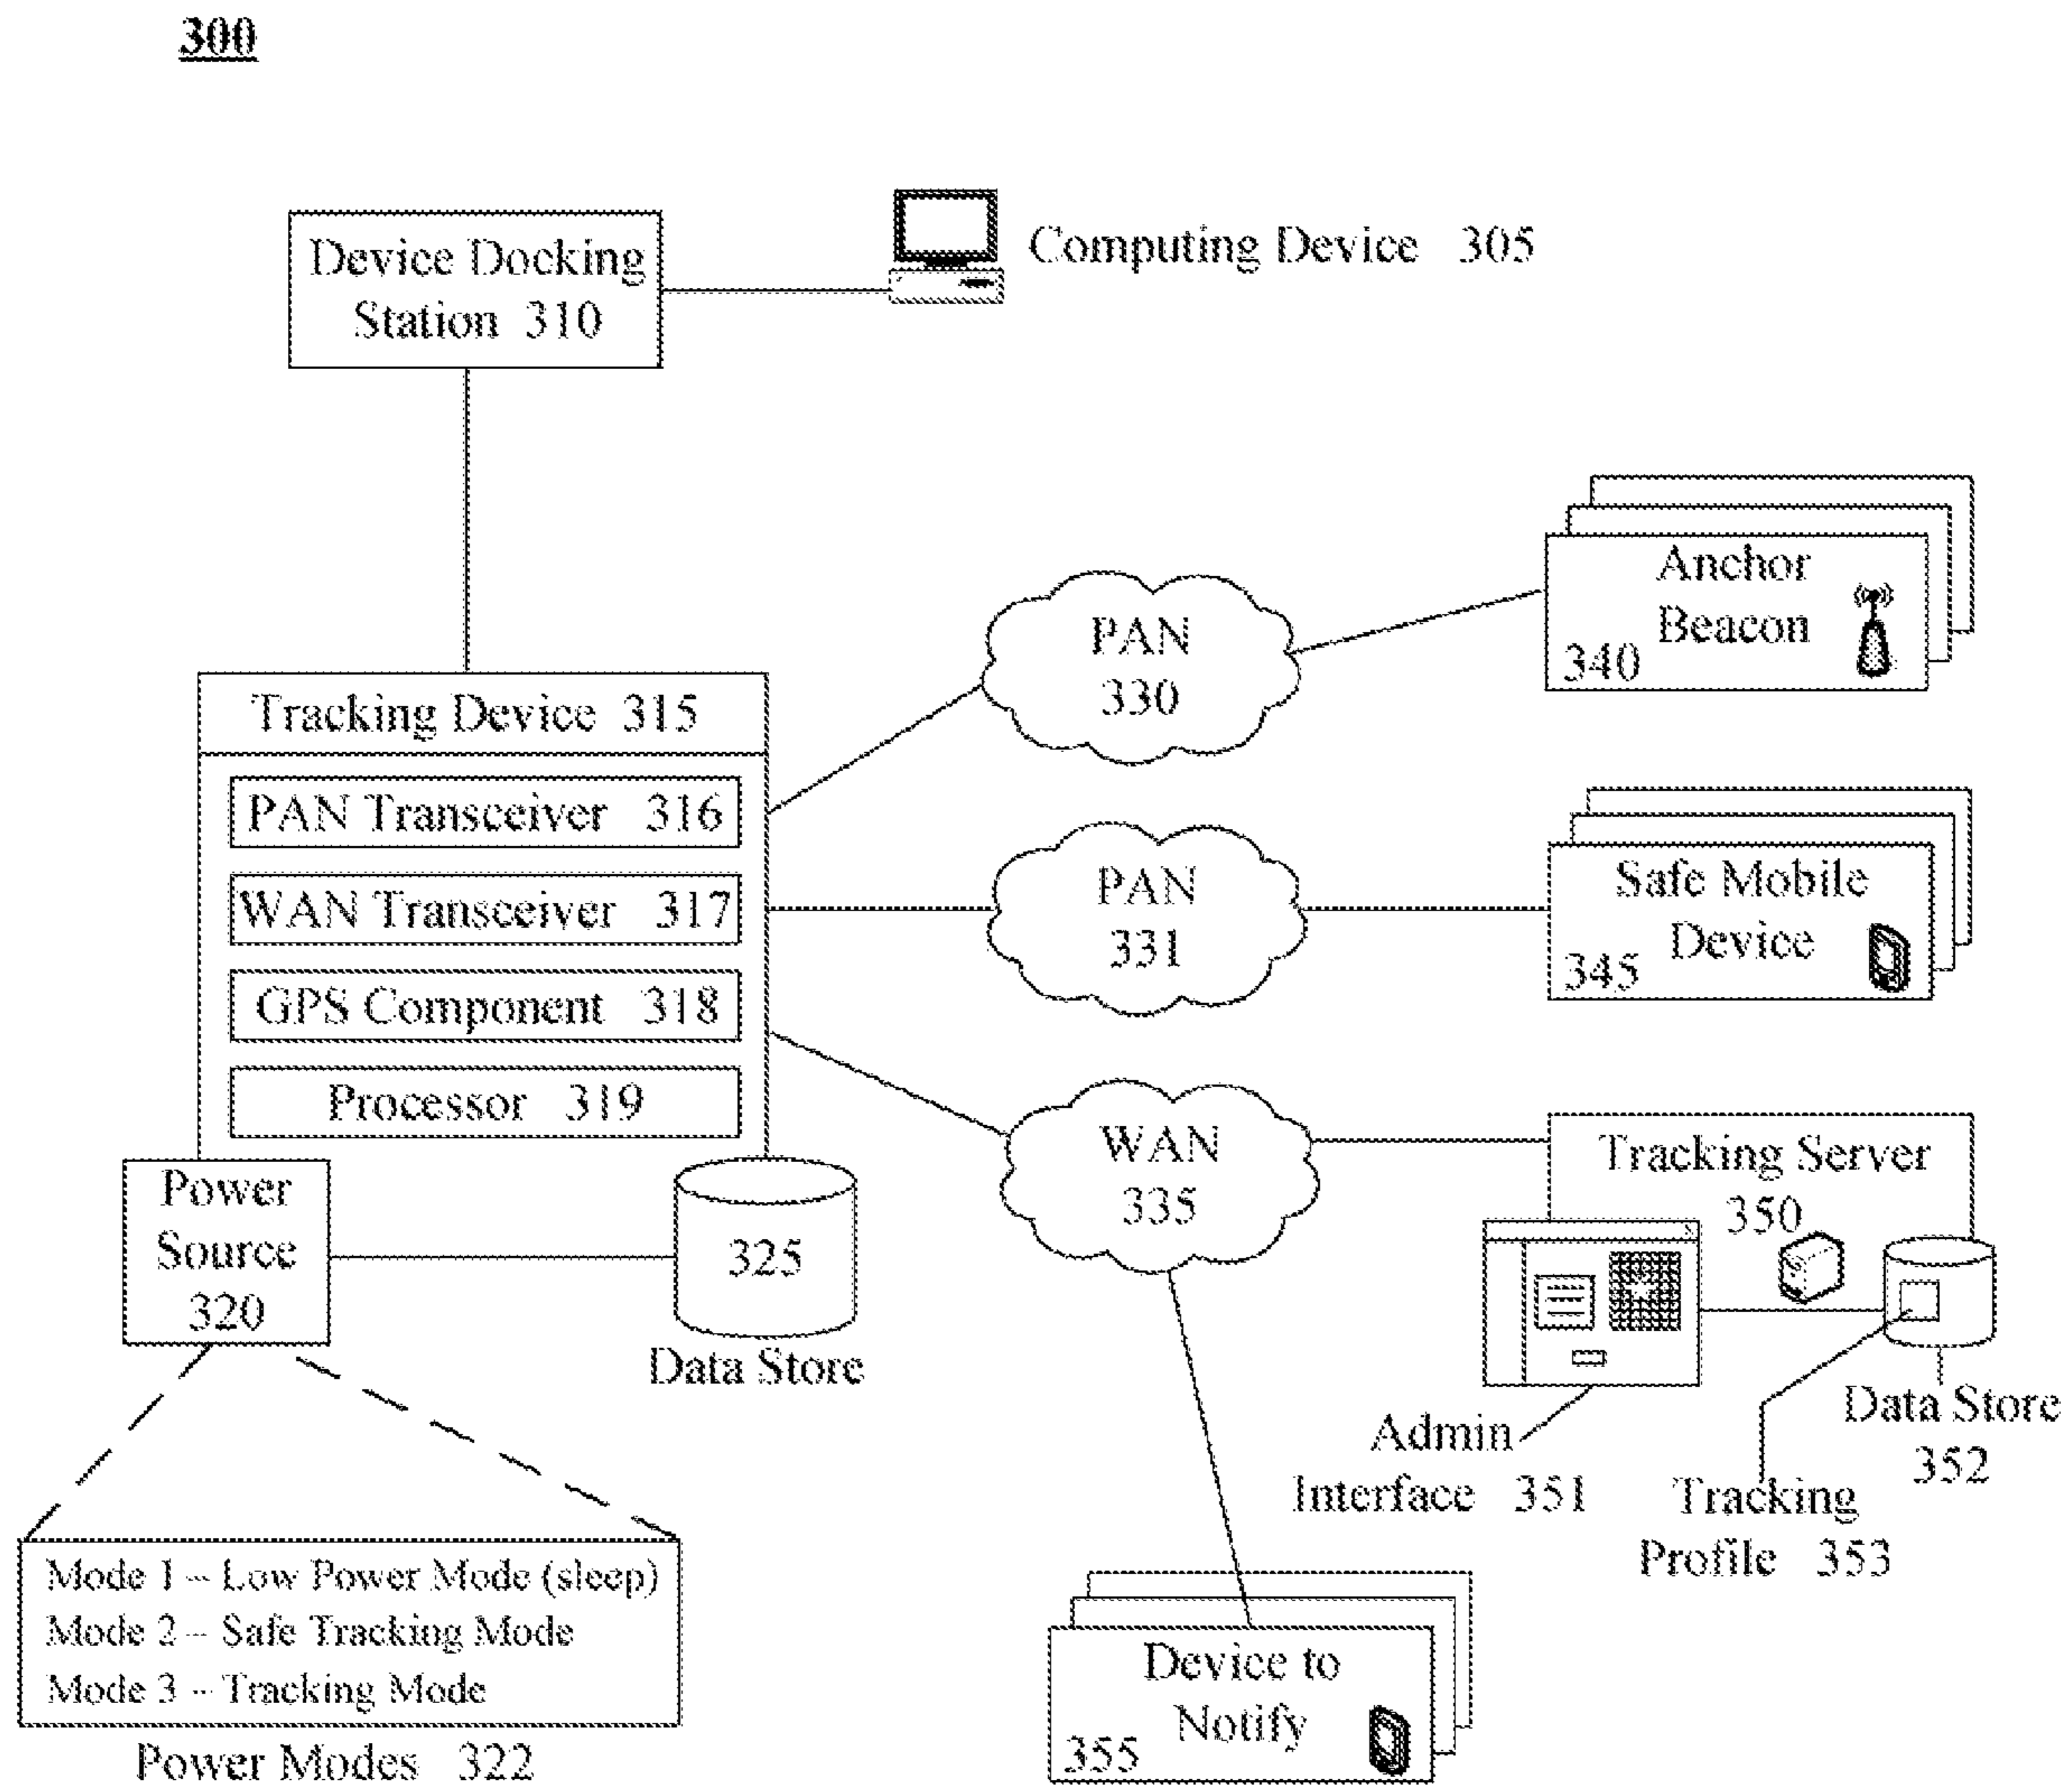 300
Device Docking
Station 310
Computing Device 305
Anchor
Beacon
340
PAN
330
Tracking Device 315
PAN Transceiver 316
WAN Transceiver 317
GPS Component 318
Processor 319
PAN
331
Safe Mobile
Device
345
WAN
335
Tracking Server
350
Power
Source
320
325
Data Store
Admin
Interface 351
Data Store
352
Tracking
Profile 353
Mode 1 – Low Power Mode (sleep)
Mode 2 – Safe Tracking Mode
Mode 3 – Tracking Mode
Power Modes 322
Device to
Notify
355